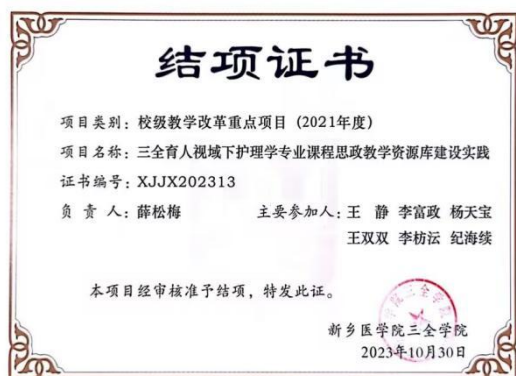 结项证书
项目类别：校级教学改革重点项目（2021年度）
项目名称：三全育人视域下护理学专业课程思政教学资源库建设实践
证书编号：XJJX202313
负 责 人：薛松梅 主要参加人：王 静 李富政 杨天宝
王双双 李枋沄 纪海续
本项目经审核准予结项，特发此证。
新乡医学院三全学院
2023年10月30日